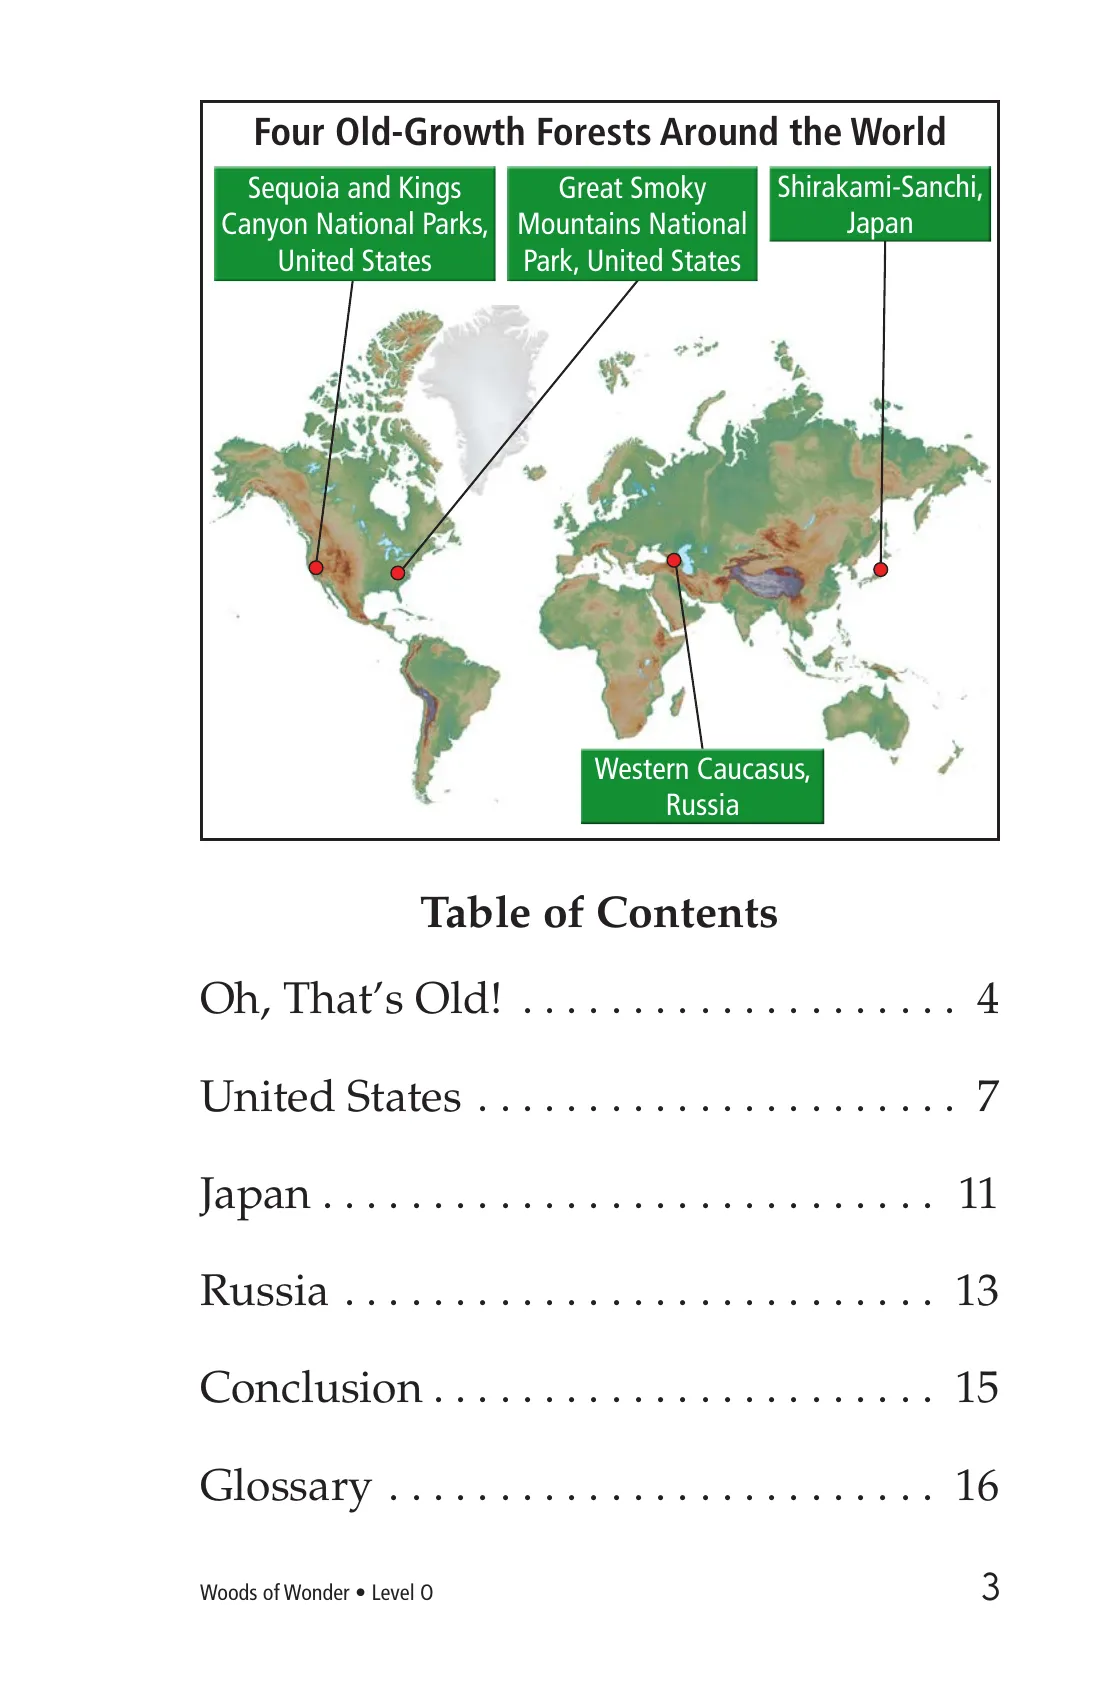 Four Old-Growth Forests Around the World
Sequoia and Kings
Canyon National Parks,
United States
Great Smoky
Mountains National
Park, United States
Shirakami-Sanchi,
Japan
Western Caucasus,
Russia
Table of Contents
Oh, That’s Old! . . . . . . . . . . . . . . . . . . . . 4
United States . . . . . . . . . . . . . . . . . . . . . . 7
Japan . . . . . . . . . . . . . . . . . . . . . . . . . . . . 11
Russia . . . . . . . . . . . . . . . . . . . . . . . . . . . 13
Conclusion . . . . . . . . . . . . . . . . . . . . . . . 15
Glossary . . . . . . . . . . . . . . . . . . . . . . . . . 16
Woods of Wonder • Level O
3